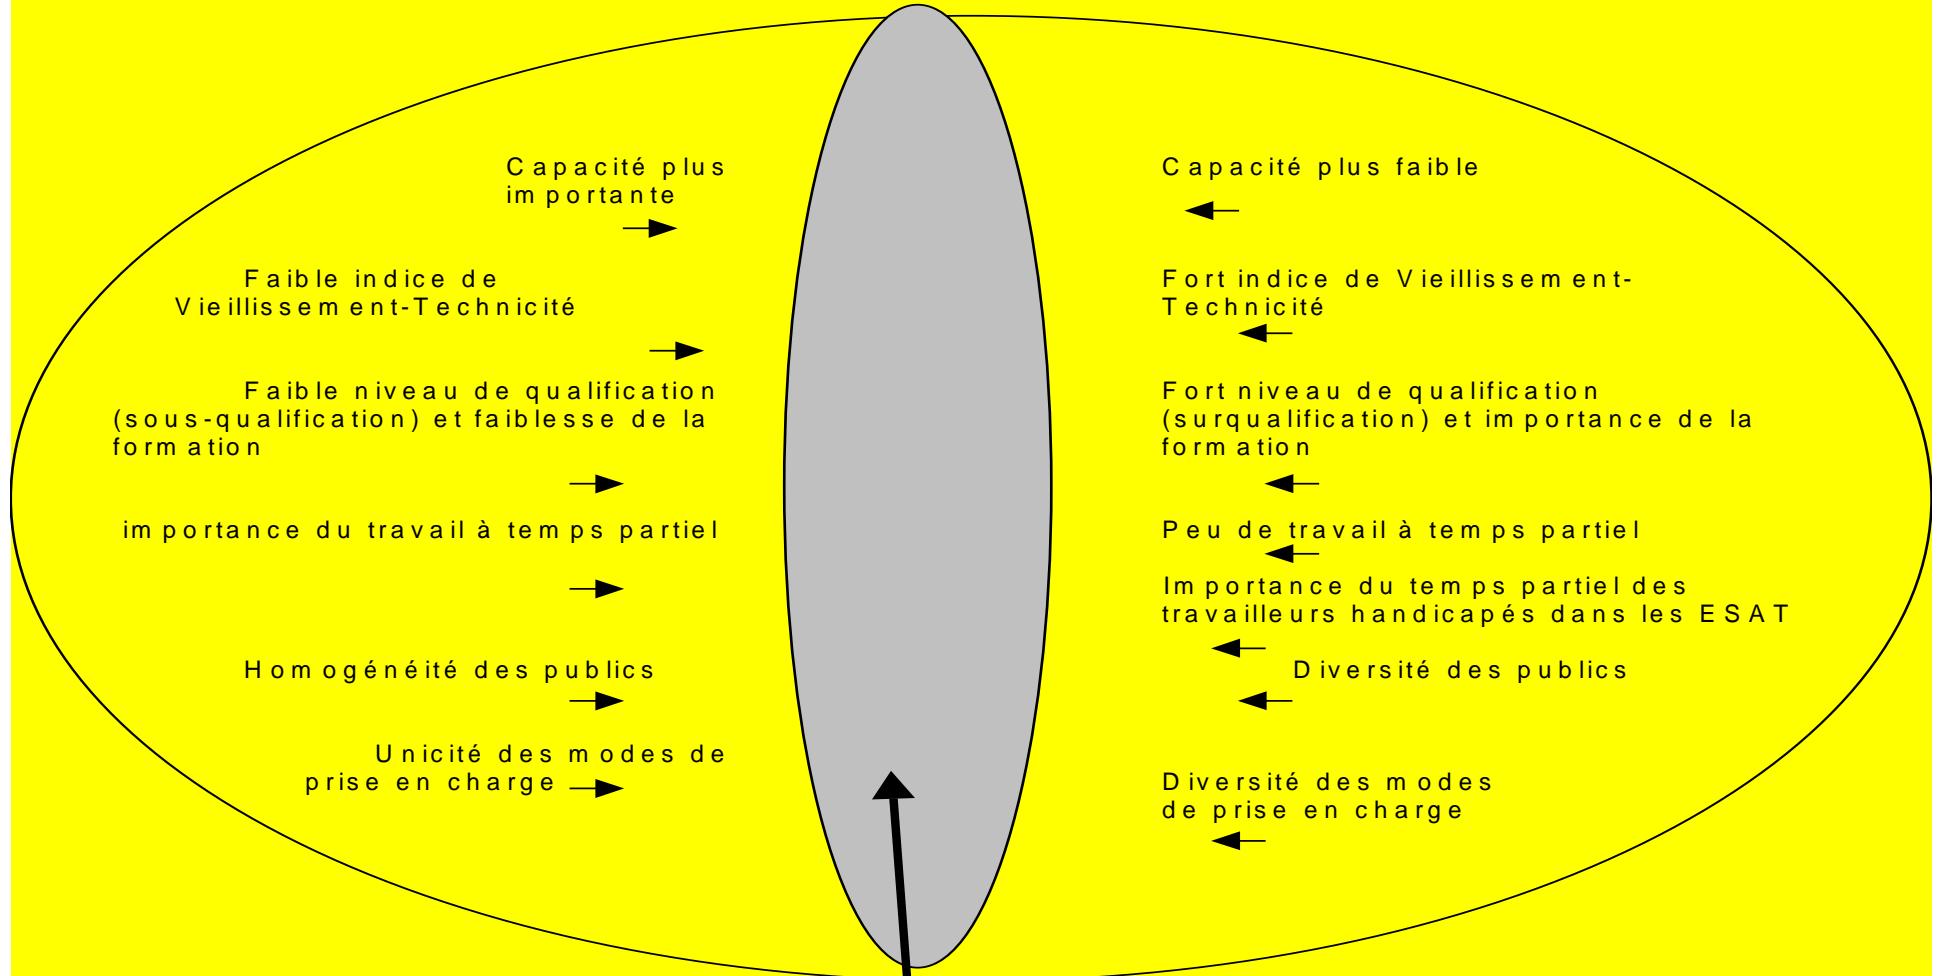 Capacité plus
importante
Faible indice de
Vieillissement-Technicité
Faible niveau de qualification
(sous-qualification) et faiblesse de la
formation
importance du travail à temps partiel
Homogénéité des publics
Unicité des modes de
prise en charge
Capacité plus faible
Fort indice de Vieillissement-
Technicité
Fort niveau de qualification
(surqualification) et importance de la
formation
Peu de travail à temps partiel
Importance du temps partiel des
travailleurs handicapés dans les ESAT
Diversité des publics
Diversité des modes
de prise en charge